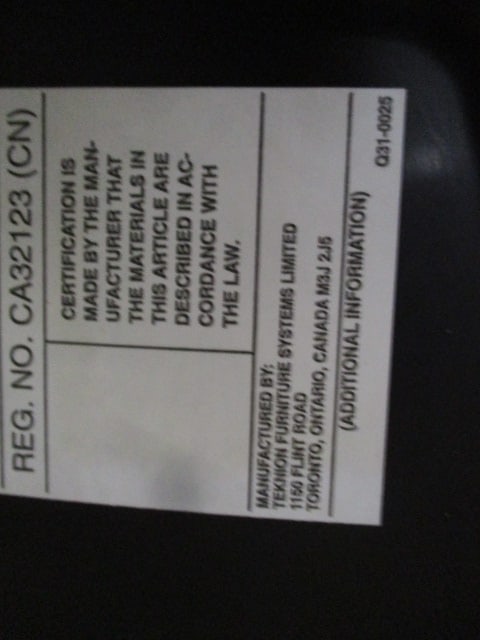 REG. NO. CA32123 (CN)
CERTIFICATION IS
MADE BY THE MAN-
UFACTURER THAT
THE MATERIALS IN
THIS ARTICLE ARE
DESCRIBED IN AC-
CORDANCE WITH
THE LAW.
MANUFACTURED BY:
TEKNION FURNITURE SYSTEMS LIMITED
1150 FLINT ROAD
TORONTO, ONTARIO, CANADA M3J 2J5
(ADDITIONAL INFORMATION)
Q31-0025